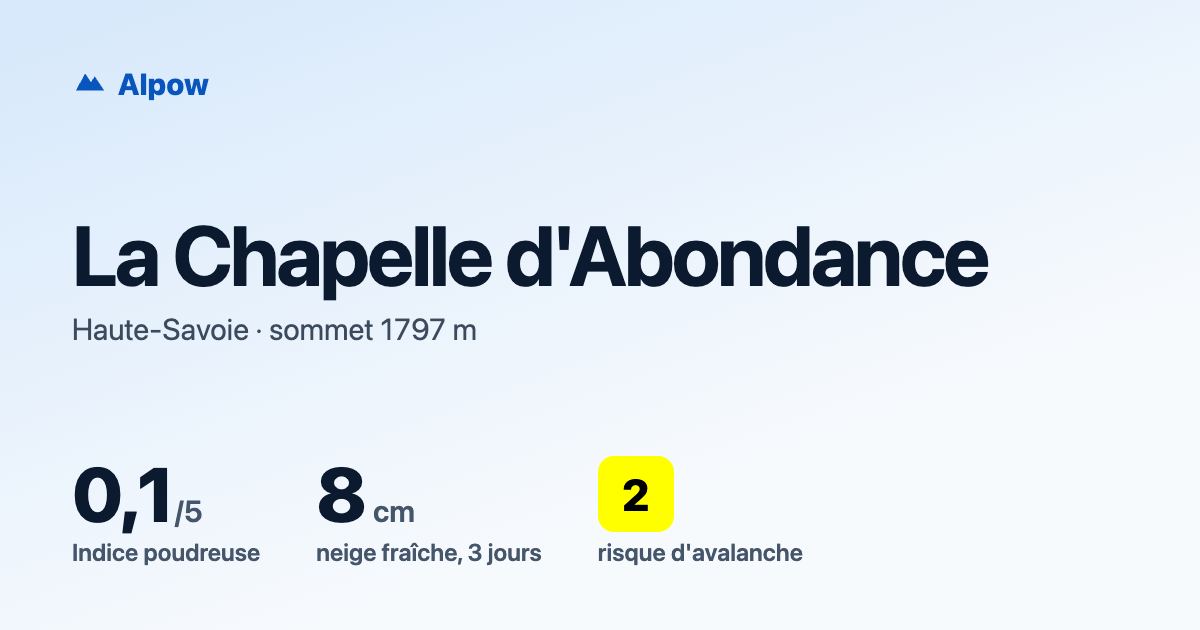 Alpow
La Chapelle d'Abondance
Haute-Savoie · sommet 1797 m
0,1/5
Indice poudreuse
8 cm
neige fraîche, 3 jours
2
risque d'avalanche